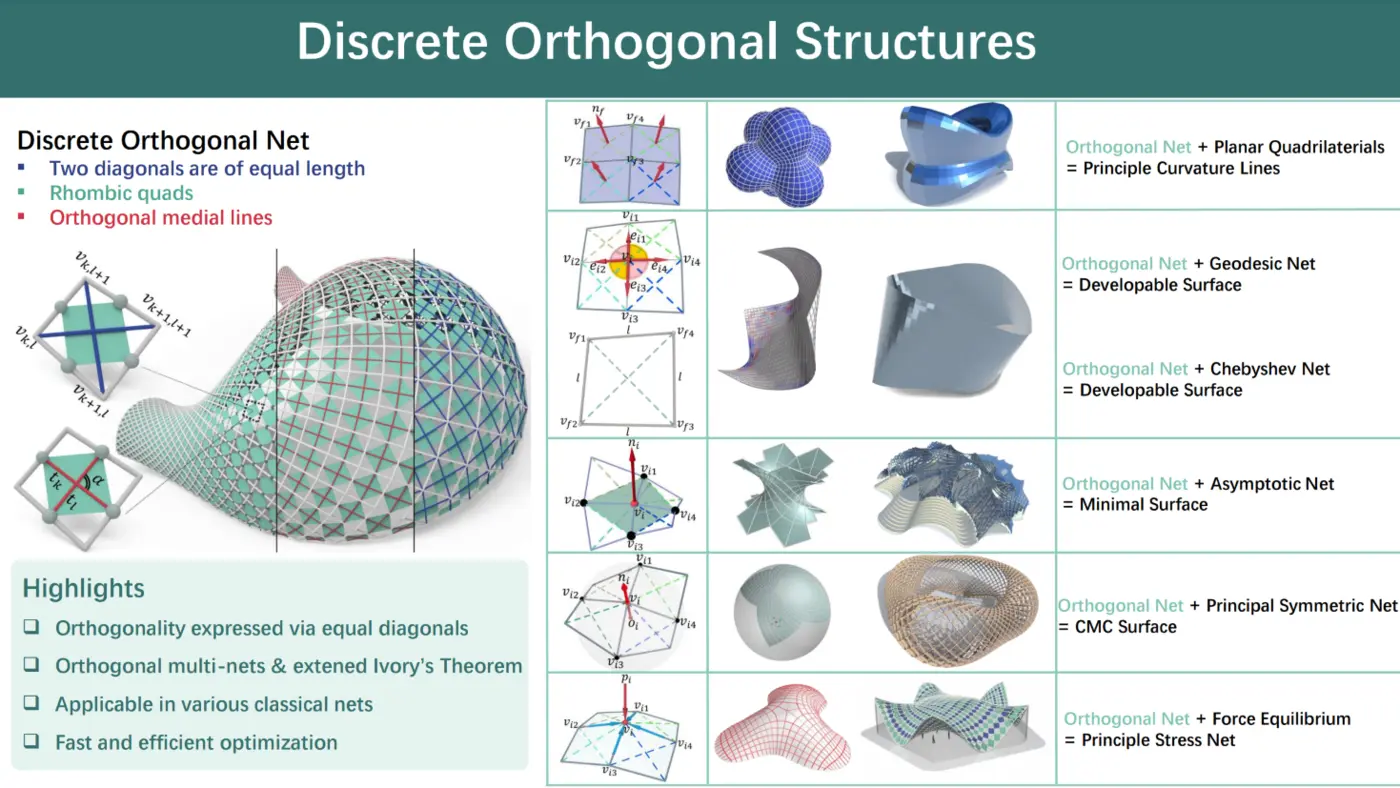 Discrete Orthogonal Structures
Discrete Orthogonal Net
▪ Two diagonals are of equal length
▪ Rhombic quads
▪ Orthogonal medial lines
v_{k,l+1}
v_{k+1,l+1}
v_{k,l}
v_{k+1,l}
t_k
α
t_l
Highlights
❑ Orthogonality expressed via equal diagonals
❑ Orthogonal multi-nets & extened Ivory's Theorem
❑ Applicable in various classical nets
❑ Fast and efficient optimization
n_f
v_{f1}
v_{f4}
v_{f2}
v_{f3}
Orthogonal Net + Planar Quadrilaterials
= Principle Curvature Lines
v_{i1}
e_{i1}
v_{i2}
e_{i2}
v_i
e_{i4}
v_{i4}
e_{i3}
v_{i3}
Orthogonal Net + Geodesic Net
= Developable Surface
l
v_{f1}
v_{f4}
l
l
v_{f2}
v_{f3}
l
Orthogonal Net + Chebyshev Net
= Developable Surface
n_i
v_{i1}
v_{i2}
v_i
v_{i4}
v_{i3}
Orthogonal Net + Asymptotic Net
= Minimal Surface
v_{i1}
n_i
v_{i2}
v_i
o_i
v_{i4}
v_{i3}
Orthogonal Net + Principal Symmetric Net
= CMC Surface
p_i
v_{i1}
v_{i2}
v_i
v_{i4}
v_{i3}
Orthogonal Net + Force Equilibrium
= Principle Stress Net